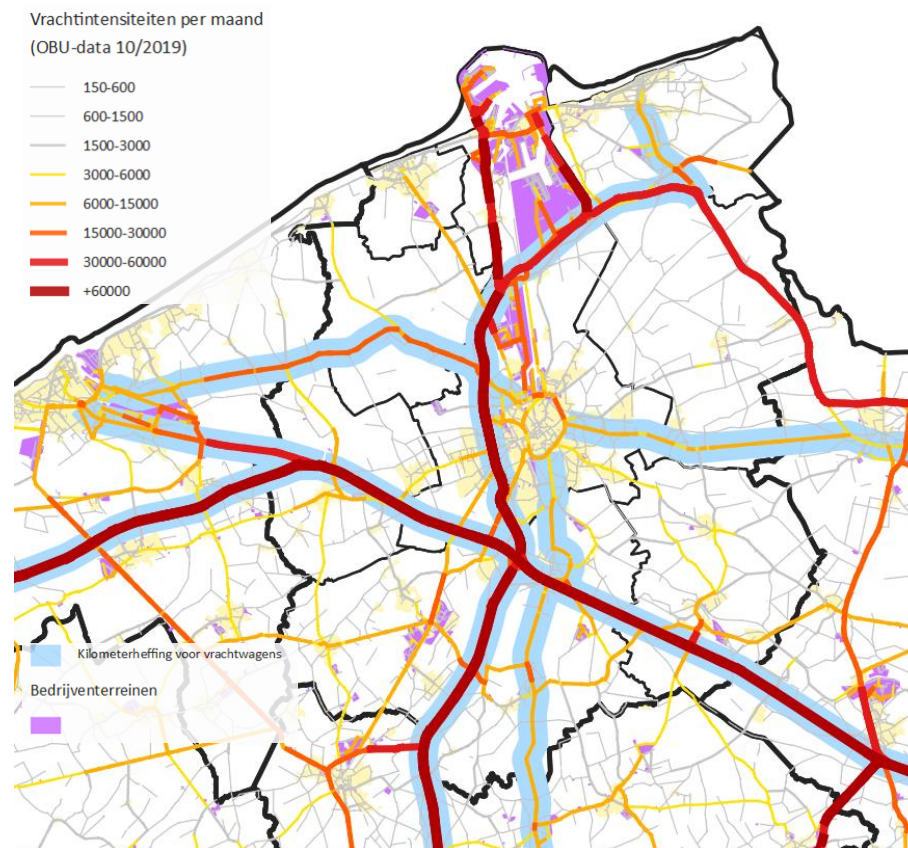 Vrachtintensiteiten per maand
(OBU-data 10/2019)
150-600
600-1500
1500-3000
3000-6000
6000-15000
15000-30000
30000-60000
+60000
Kilometerheffing voor vrachtwagens
Bedrijventerreinen